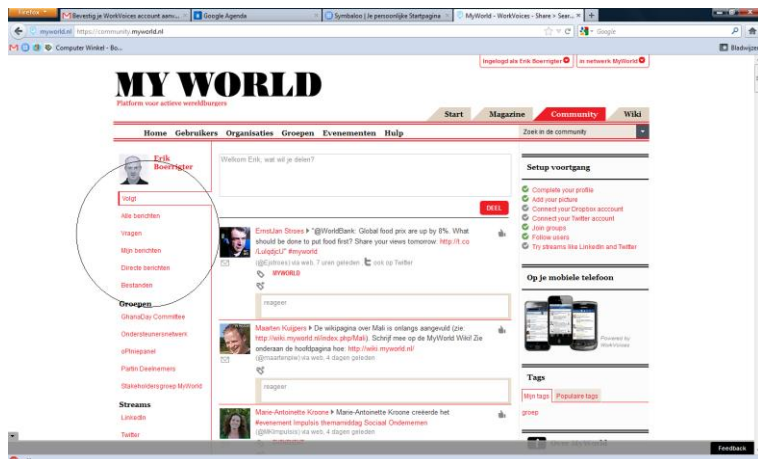 Firefox
Bevestig je WorkVoices account aanv...
Google Agenda
Symbaloo | Je persoonlijke Startpagina
MyWorld - WorkVoices - Share > Sear...
myworld.nl https://community.myworld.nl
Google
Computer Winkel - Bo...
Bladwijzer
Ingelogd als Erik Boerrigter
in netwerk MyWorld
MY WORLD
Platform voor actieve wereldburgers
Start Magazine Community Wiki
Home Gebruikers Organisaties Groepen Evenementen Hulp
Zoek in de community
Erik
Boerrigter
Volgt
Alle berichten
Vragen
Mijn berichten
Directe berichten
Bestanden
Groepen
GhanaDay Committee
Ondersteunersnetwerk
oPhniepanel
Partin Deelnemers
Stakeholdersgroep MyWorld
Streams
LinkedIn
Twitter
Welkom Erik, wat wil je delen?
DEEL
ErnstJan Stroes "@WorldBank: Global food prix are up by 8%. What
should be done to put food first? Share your views tomorrow: http://t.co
/LulqdjcU" #myworld
(@Ejstroes) via web, 7 uren geleden, ook op Twitter
MYWORLD
reageer
Maarten Kuijpers De wikipagina over Mali is onlangs aangevuld (zie:
http://wiki.myworld.nl/index.php/Mali). Schrijf mee op de MyWorld Wiki! Zie
onderaan de hoofdpagina hoe: http://wiki.myworld.nl/
(@maartenpie) via web, 4 dagen geleden
reageer
Marie-Antoinette Kroone Marie-Antoinette Kroone creëerde het
#evenement Impulsis themamiddag Sociaal Ondernemen
(@MKImpulsis) via web, 4 dagen geleden
Setup voortgang
Complete your profile
Add your picture
Connect your Dropbox acccount
Connect your Twitter account
Join groups
Follow users
Try streams like LinkedIn and Twitter
Op je mobiele telefoon
Powered by
WorkVoices
Tags
Mijn tags Populaire tags
groep
Feedback